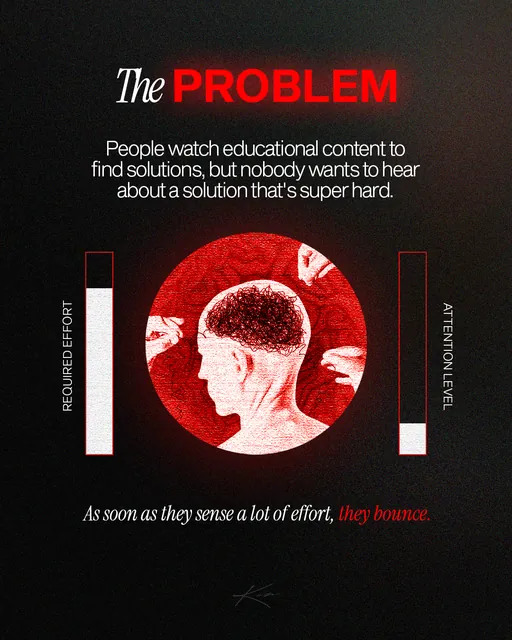 The PROBLEM
People watch educational content to
find solutions, but nobody wants to hear
about a solution that's super hard.
REQUIRED EFFORT
ATTENTION LEVEL
As soon as they sense a lot of effort, they bounce.